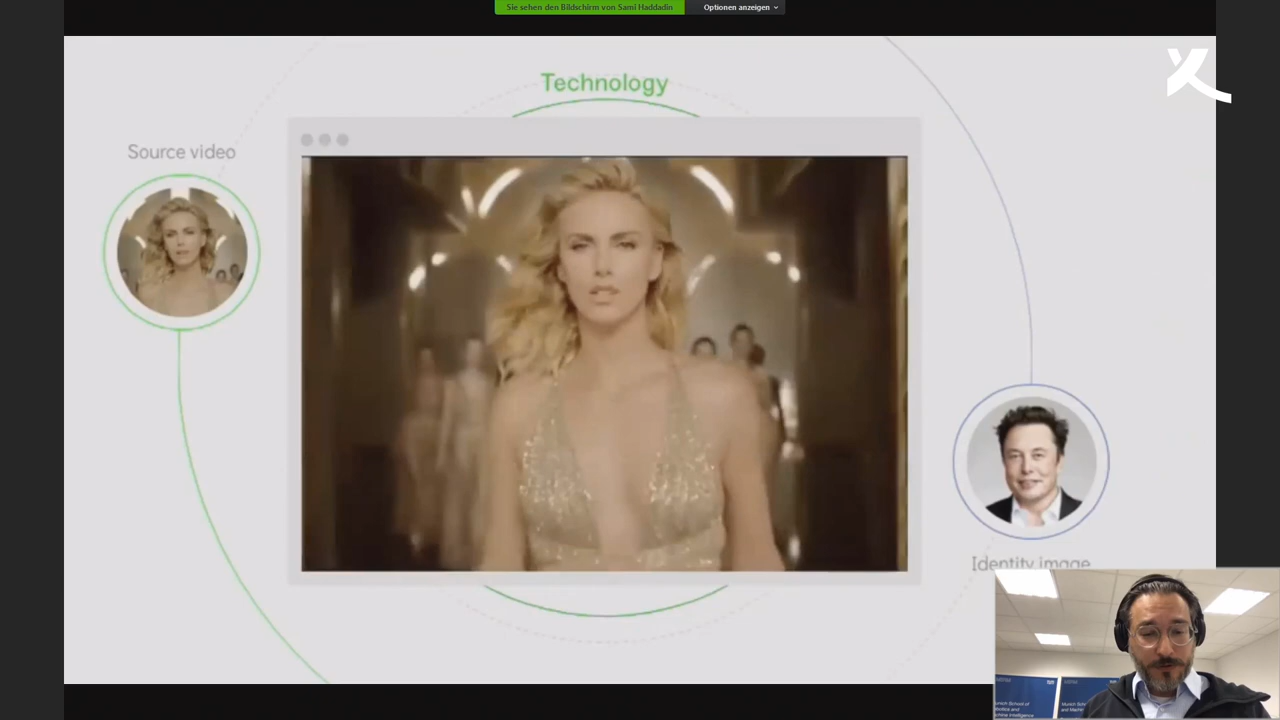 Sie sehen den Bildschirm von Sami Haddadin
Optionen anzeigen
Technology
Source video
Identity image